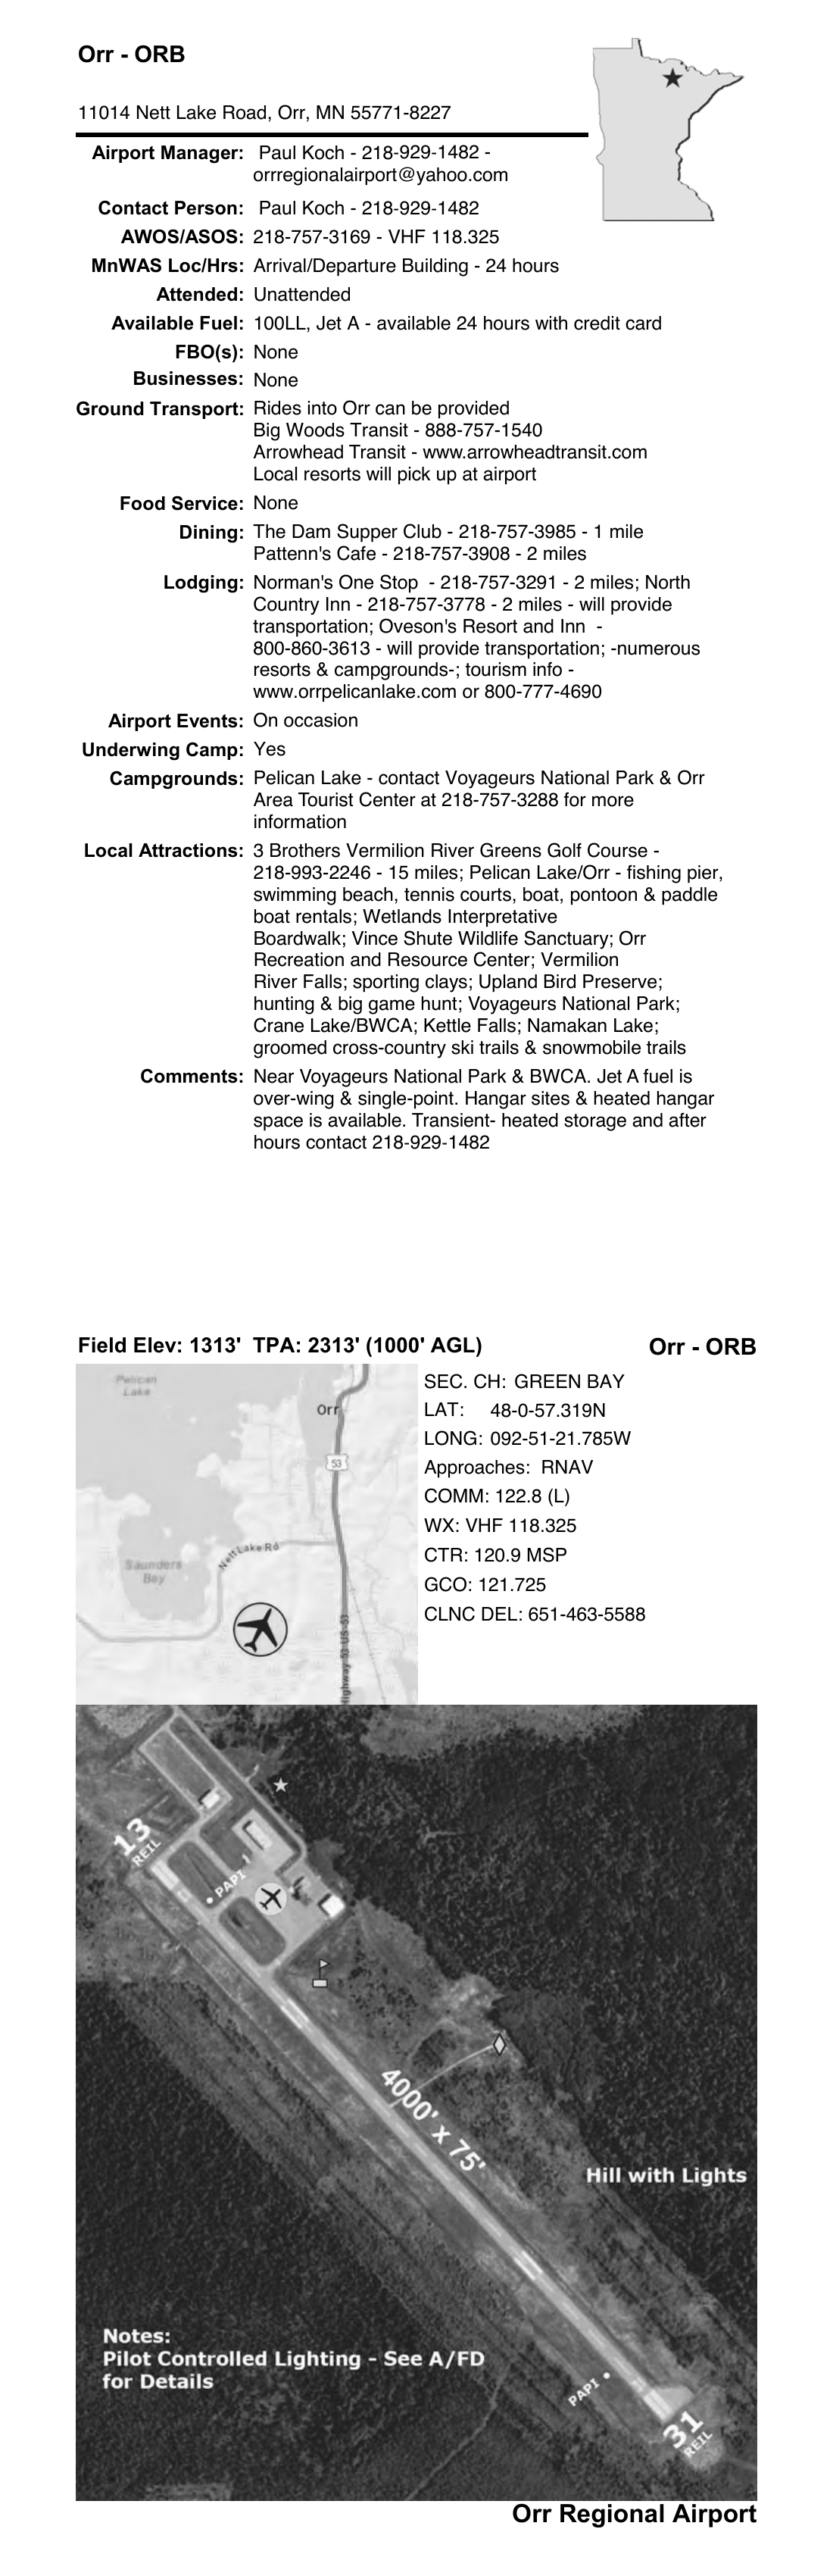 Orr - ORB
11014 Nett Lake Road, Orr, MN 55771-8227
Airport Manager: Paul Koch - 218-929-1482 -
orrregionalairport@yahoo.com
Contact Person: Paul Koch - 218-929-1482
AWOS/ASOS: 218-757-3169 - VHF 118.325
MnWAS Loc/Hrs: Arrival/Departure Building - 24 hours
Attended: Unattended
Available Fuel: 100LL, Jet A - available 24 hours with credit card
FBO(s): None
Businesses: None
Ground Transport: Rides into Orr can be provided
Big Woods Transit - 888-757-1540
Arrowhead Transit - www.arrowheadtransit.com
Local resorts will pick up at airport
Food Service: None
Dining: The Dam Supper Club - 218-757-3985 - 1 mile
Pattenn's Cafe - 218-757-3908 - 2 miles
Lodging: Norman's One Stop  - 218-757-3291 - 2 miles; North
Country Inn - 218-757-3778 - 2 miles - will provide
transportation; Oveson's Resort and Inn  -
800-860-3613 - will provide transportation; -numerous
resorts & campgrounds-; tourism info -
www.orrpelicanlake.com or 800-777-4690
Airport Events: On occasion
Underwing Camp: Yes
Campgrounds: Pelican Lake - contact Voyageurs National Park & Orr
Area Tourist Center at 218-757-3288 for more
information
Local Attractions: 3 Brothers Vermilion River Greens Golf Course -
218-993-2246 - 15 miles; Pelican Lake/Orr - fishing pier,
swimming beach, tennis courts, boat, pontoon & paddle
boat rentals; Wetlands Interpretative
Boardwalk; Vince Shute Wildlife Sanctuary; Orr
Recreation and Resource Center; Vermilion
River Falls; sporting clays; Upland Bird Preserve;
hunting & big game hunt; Voyageurs National Park;
Crane Lake/BWCA; Kettle Falls; Namakan Lake;
groomed cross-country ski trails & snowmobile trails
Comments: Near Voyageurs National Park & BWCA. Jet A fuel is
over-wing & single-point. Hangar sites & heated hangar
space is available. Transient- heated storage and after
hours contact 218-929-1482
Field Elev: 1313'  TPA: 2313' (1000' AGL)
Orr - ORB
Pelican
Lake
Orr
53
Nett Lake Rd
Saunders
Bay
Highway 53 US-53
SEC. CH: GREEN BAY
LAT: 48-0-57.319N
LONG: 092-51-21.785W
Approaches: RNAV
COMM: 122.8 (L)
WX: VHF 118.325
CTR: 120.9 MSP
GCO: 121.725
CLNC DEL: 651-463-5588
13
REIL
PAPI
4000' x 75'
Hill with Lights
Notes:
Pilot Controlled Lighting - See A/FD
for Details
PAPI
31
REIL
Orr Regional Airport